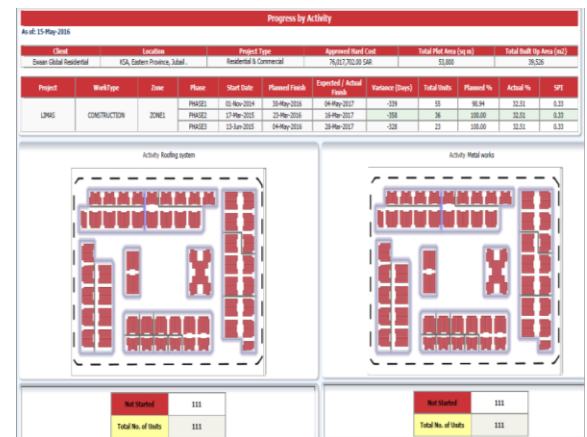 Progress by Activity
As of: 15-May-2016
Client Location Project Type Approved Hard Cost Total Plot Area (sq m) Total Built Up Area (m2)
Ewaan Global Residential KSA, Eastern Province, Jubail . Residential & Commercial 76,017,702.00 SAR 53,800 39,526
Project WorkType Zone Phase Start Date Planned Finish Expected / Actual Finish Variance (Days) Total Units Planned % Actual % SPI
LIMAS CONSTRUCTION ZONE1 PHASE1 01-Nov-2014 30-May-2016 04-May-2017 -339 55 98.94 32.51 0.33
PHASE2 17-Mar-2015 23-Mar-2016 16-Mar-2017 -358 36 100.00 32.51 0.33
PHASE3 13-Jun-2015 04-May-2016 28-Mar-2017 -328 23 100.00 32.51 0.33
Activity Roofing system
Activity Metal works
Not Started 111
Total No. of Units 111
Not Started 111
Total No. of Units 111